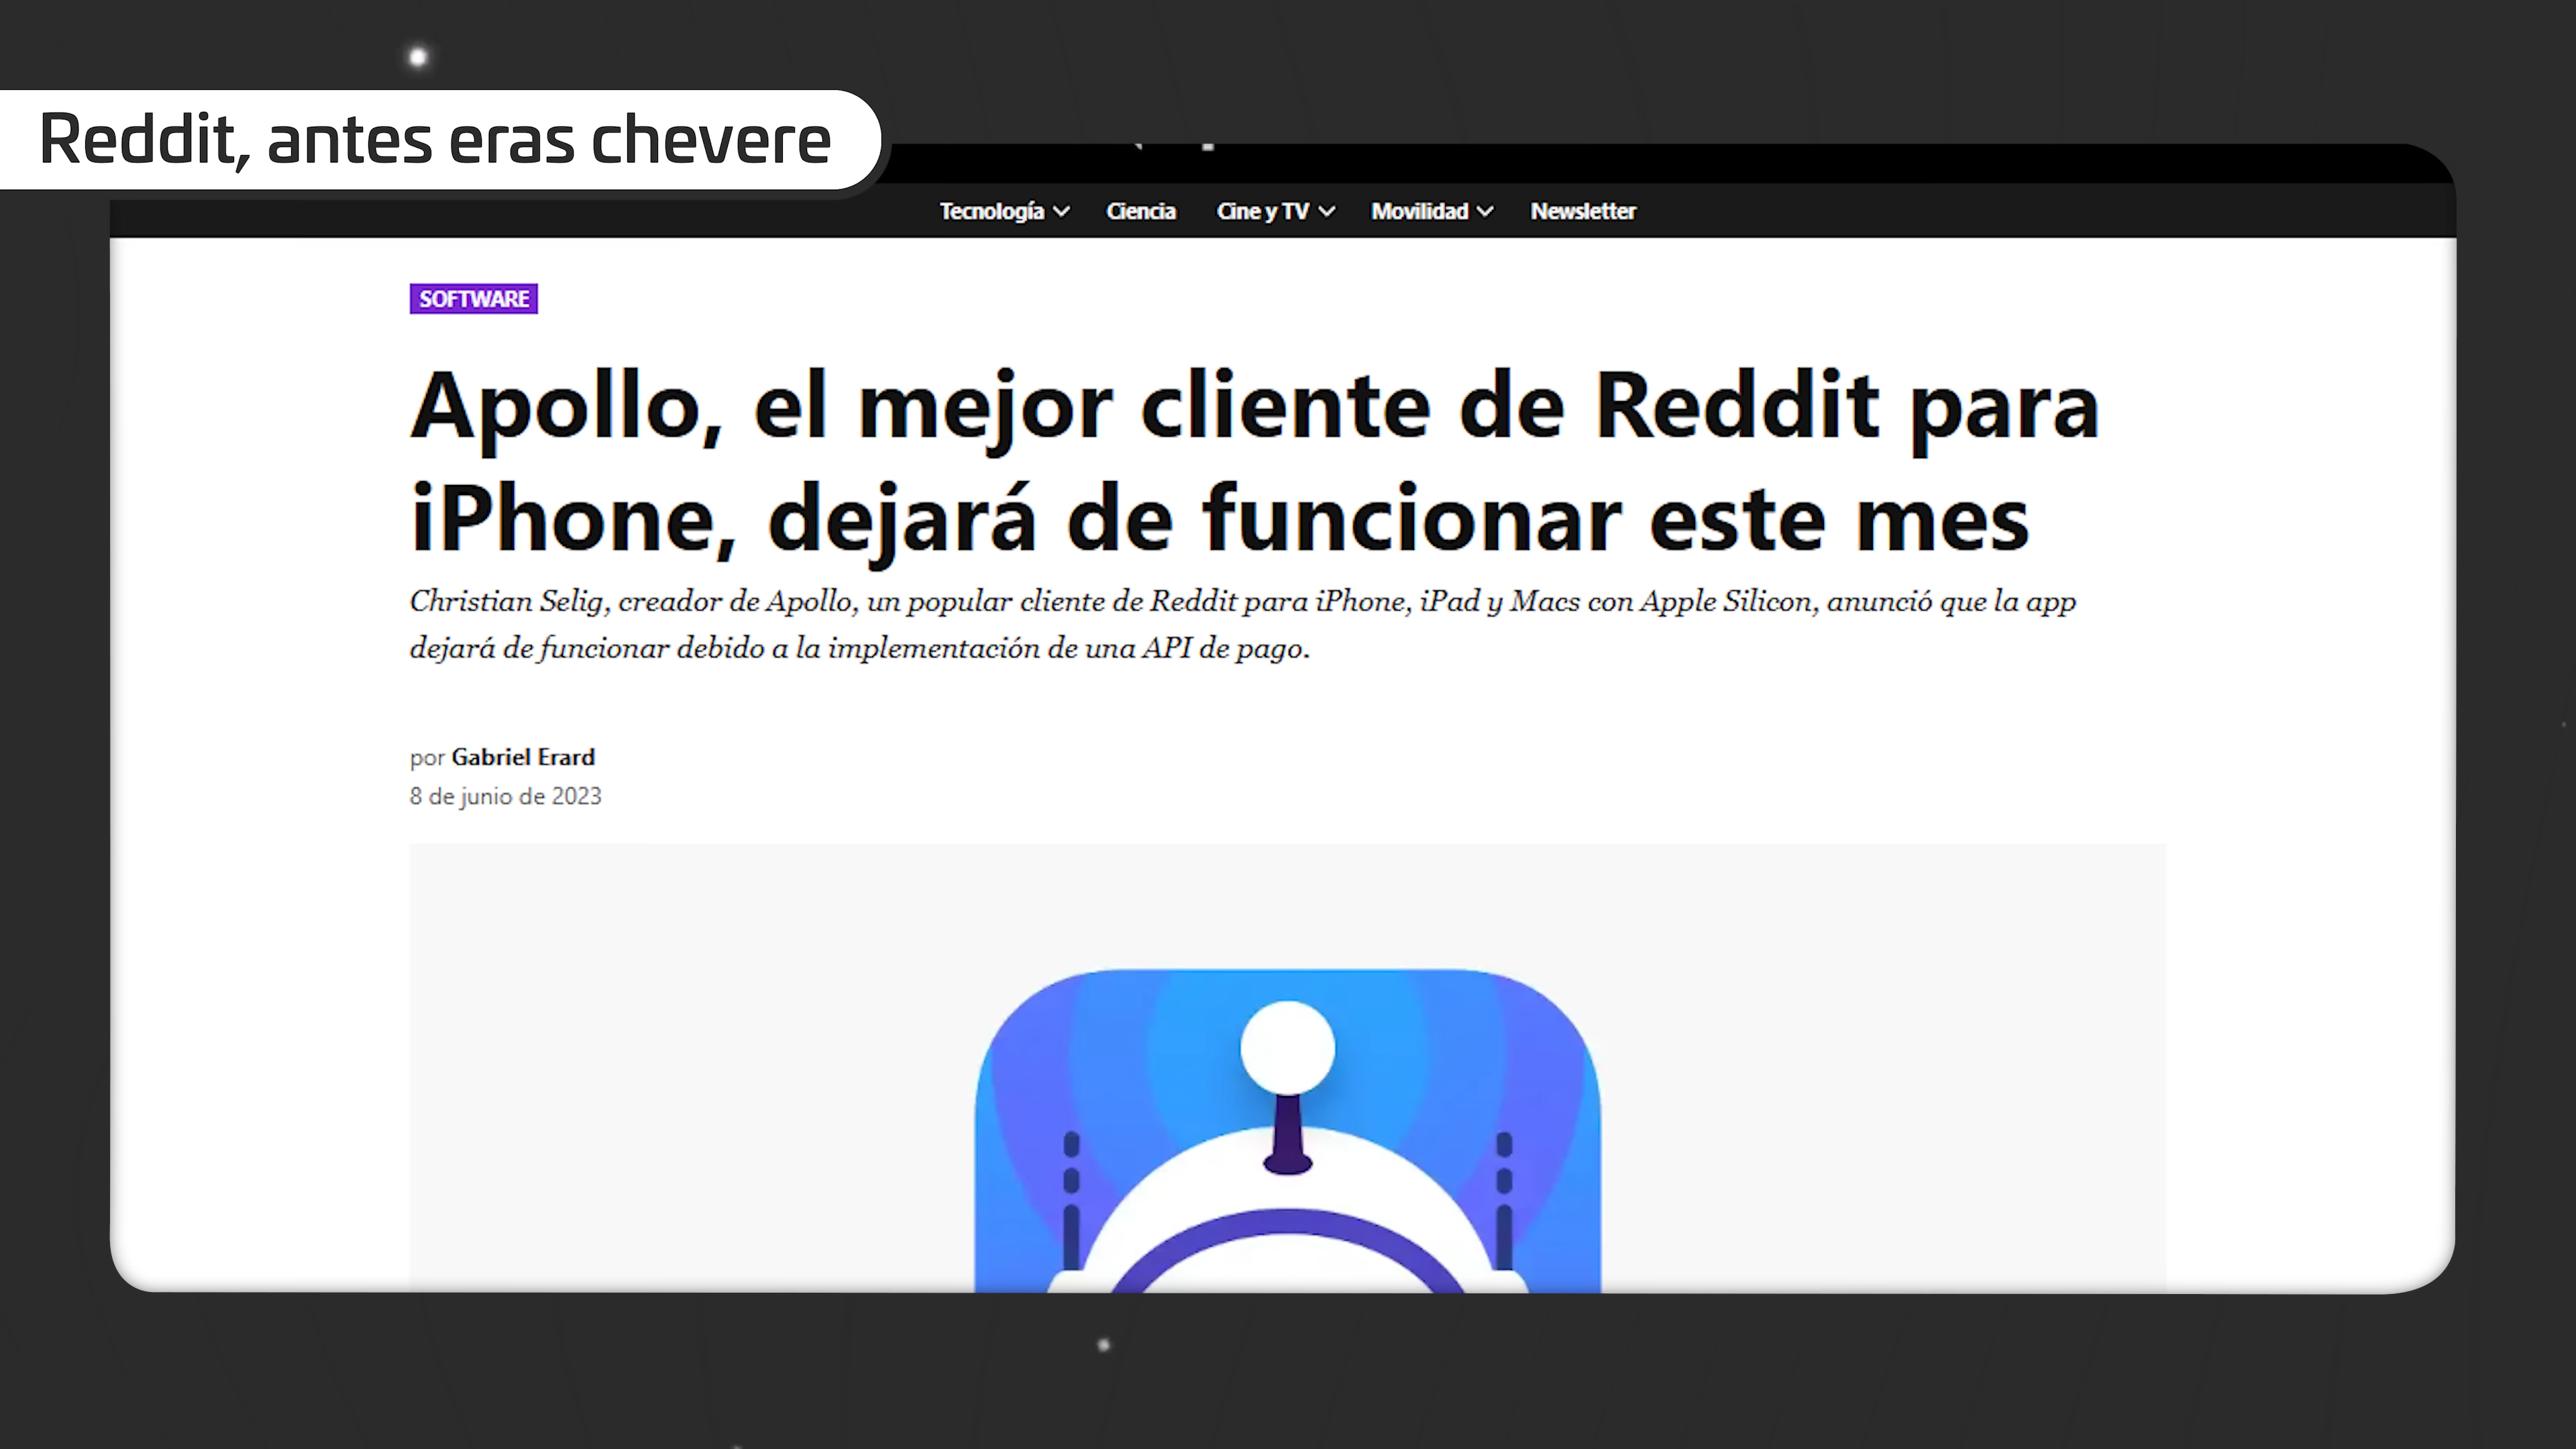 Reddit, antes eras chevere
Tecnología Ciencia Cine y TV Movilidad Newsletter
SOFTWARE
Apollo, el mejor cliente de Reddit para
iPhone, dejará de funcionar este mes
Christian Selig, creador de Apollo, un popular cliente de Reddit para iPhone, iPad y Macs con Apple Silicon, anunció que la app
dejará de funcionar debido a la implementación de una API de pago.
por Gabriel Erard
8 de junio de 2023